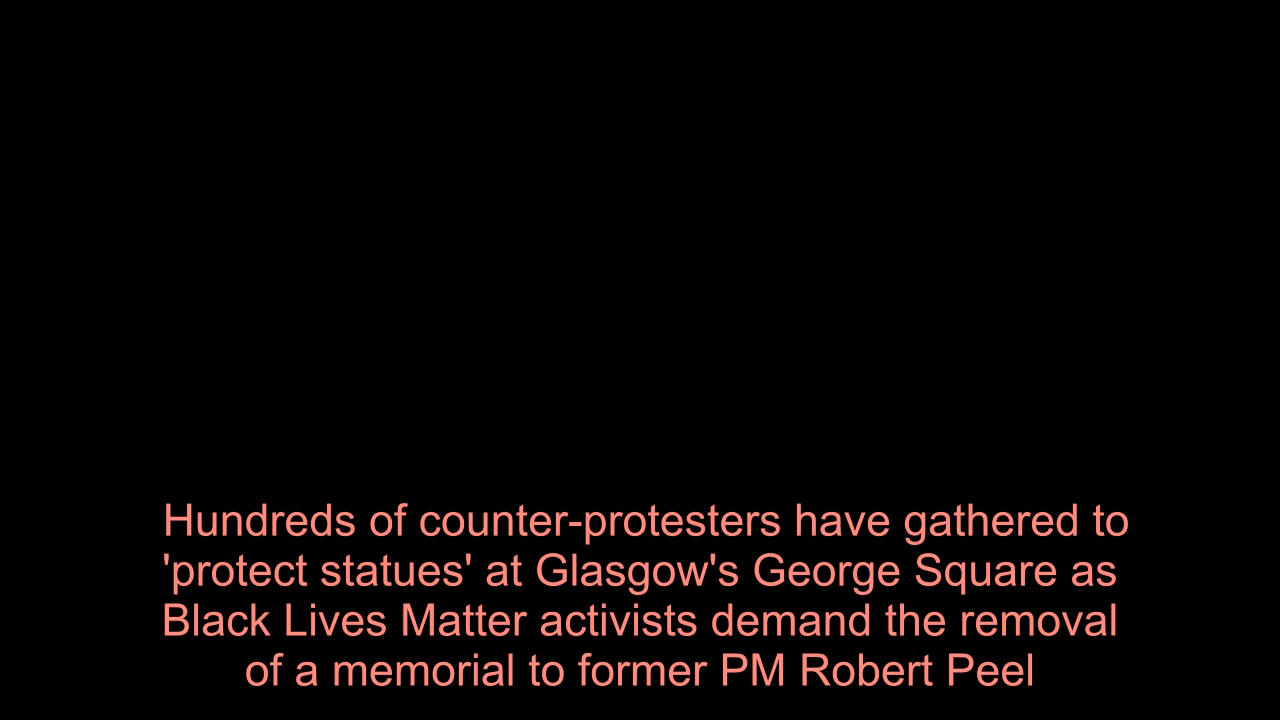 Hundreds of counter-protesters have gathered to
'protect statues' at Glasgow's George Square as
Black Lives Matter activists demand the removal
of a memorial to former PM Robert Peel